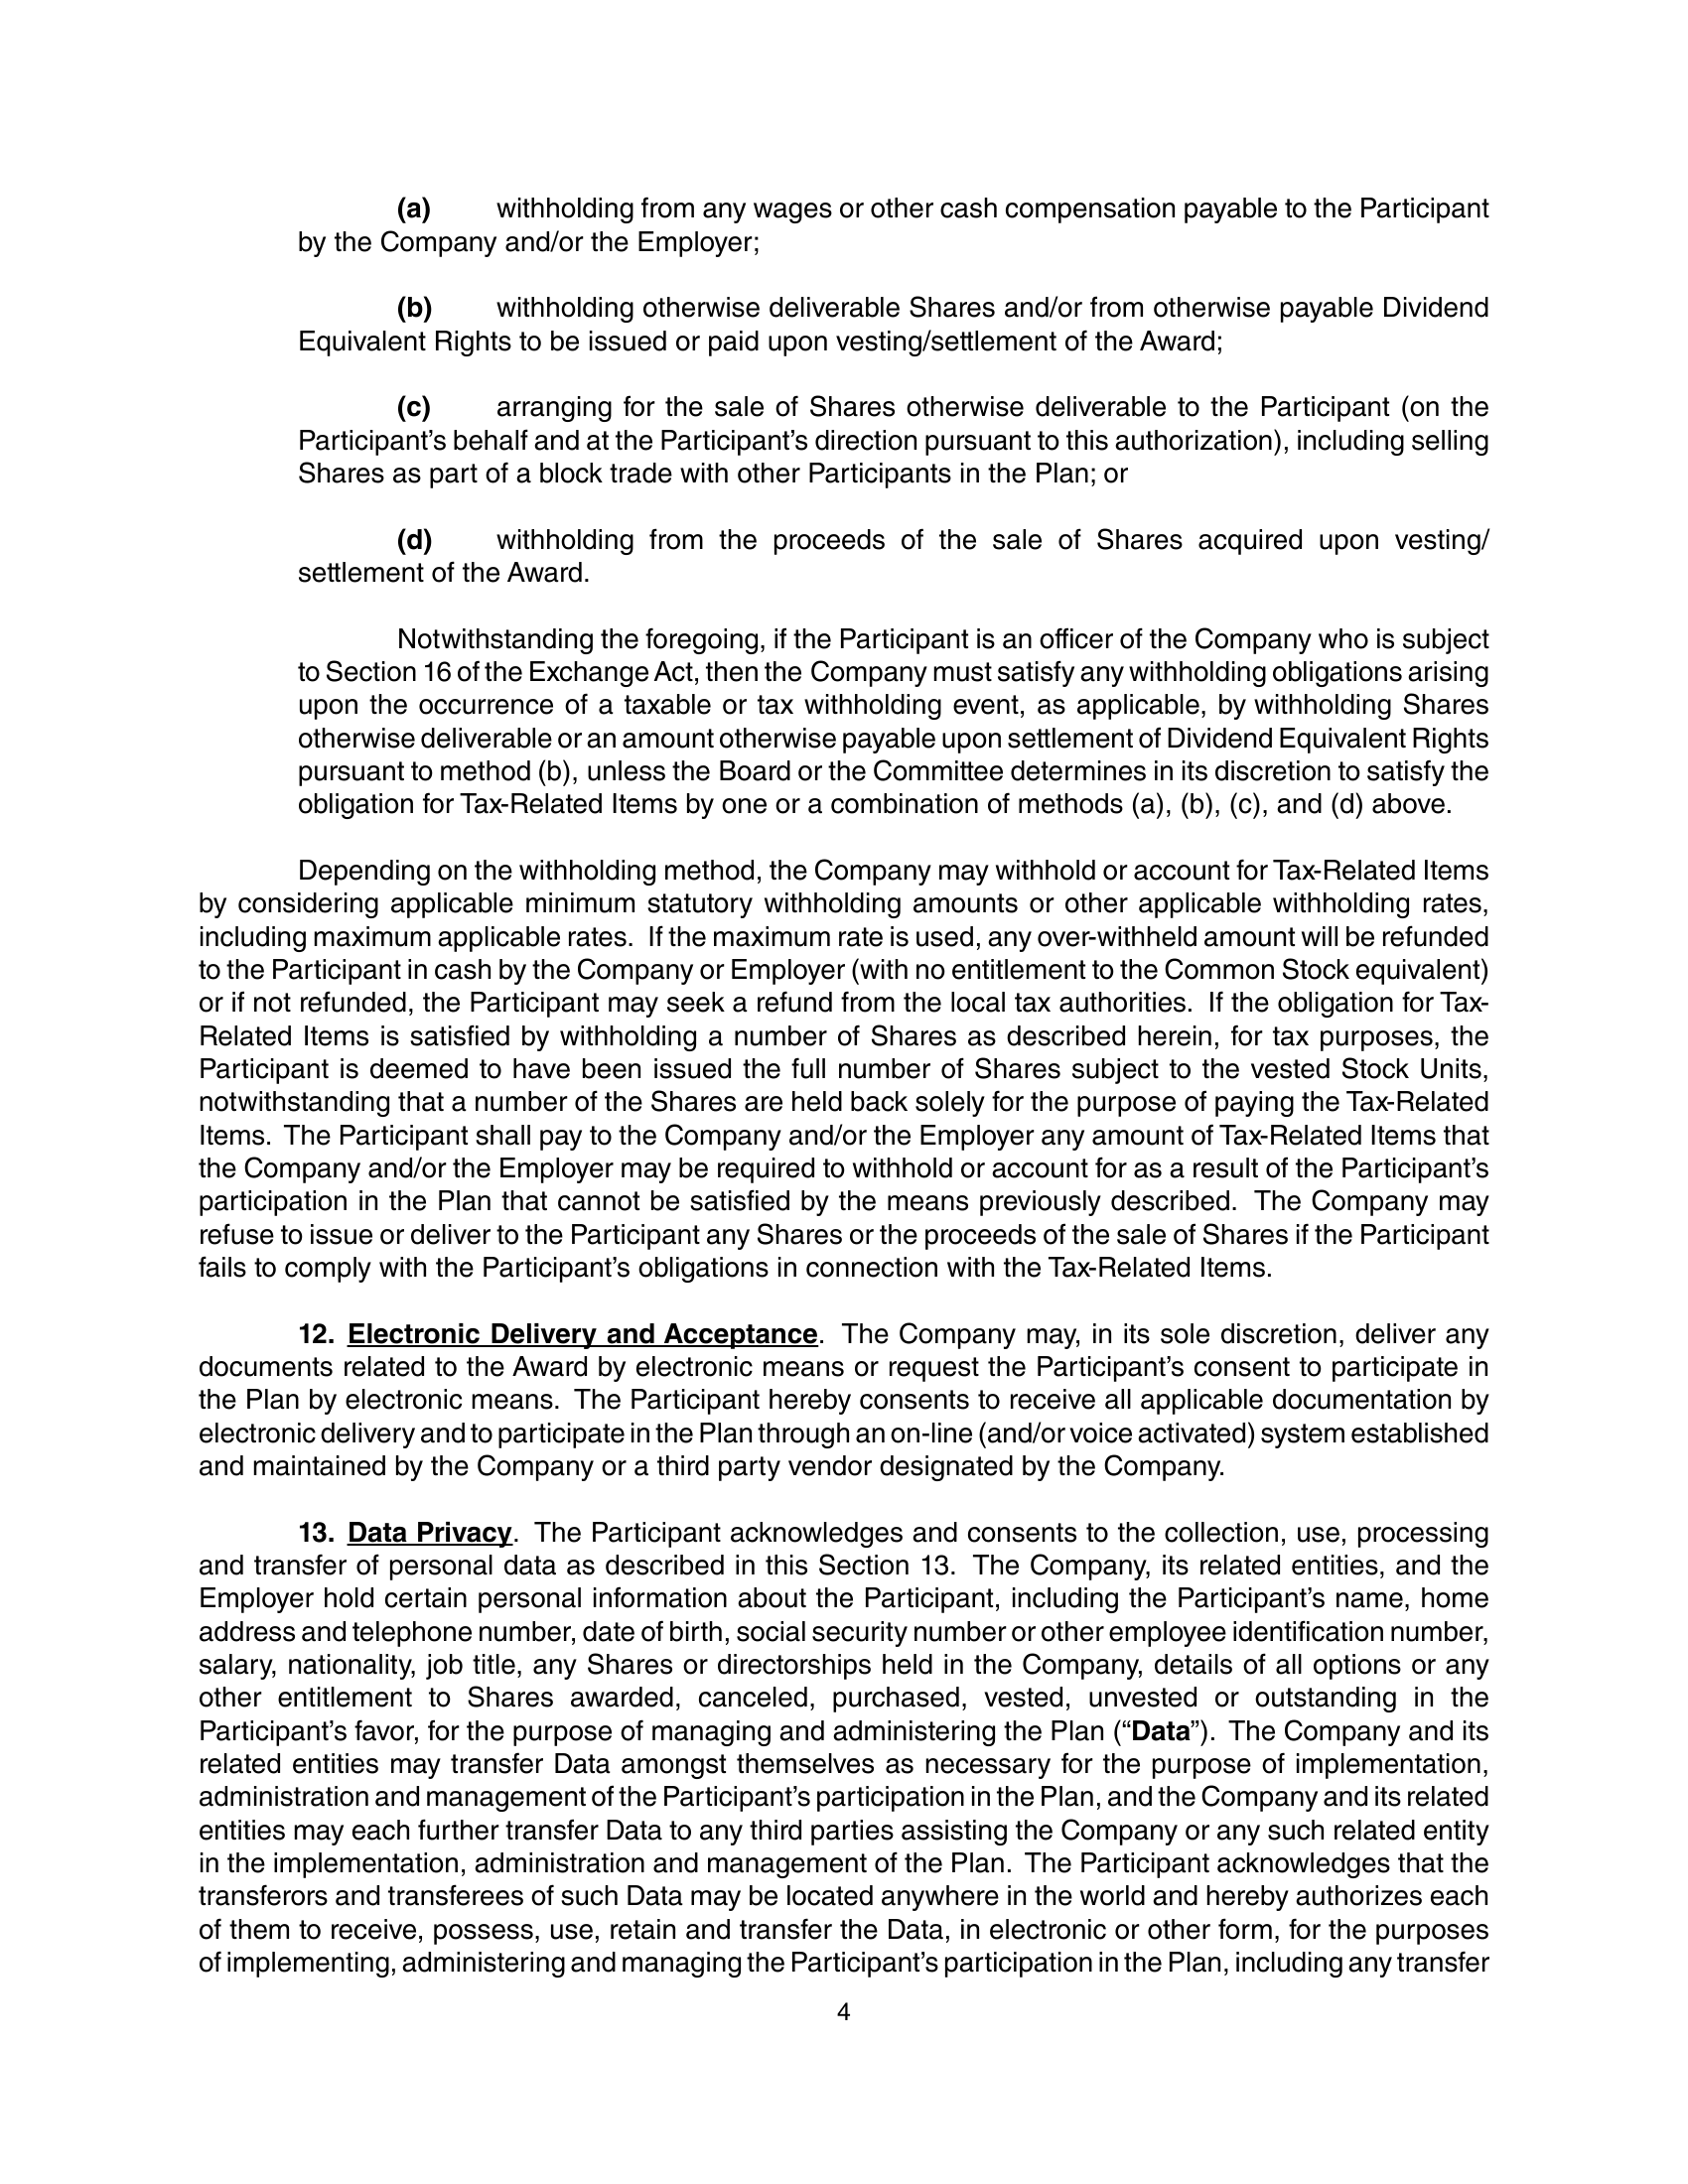 (a) withholding from any wages or other cash compensation payable to the Participant
by the Company and/or the Employer;
(b) withholding otherwise deliverable Shares and/or from otherwise payable Dividend
Equivalent Rights to be issued or paid upon vesting/settlement of the Award;
(c) arranging for the sale of Shares otherwise deliverable to the Participant (on the
Participant’s behalf and at the Participant’s direction pursuant to this authorization), including selling
Shares as part of a block trade with other Participants in the Plan; or
(d) withholding from the proceeds of the sale of Shares acquired upon vesting/
settlement of the Award.
Notwithstanding the foregoing, if the Participant is an officer of the Company who is subject
to Section 16 of the Exchange Act, then the Company must satisfy any withholding obligations arising
upon the occurrence of a taxable or tax withholding event, as applicable, by withholding Shares
otherwise deliverable or an amount otherwise payable upon settlement of Dividend Equivalent Rights
pursuant to method (b), unless the Board or the Committee determines in its discretion to satisfy the
obligation for Tax-Related Items by one or a combination of methods (a), (b), (c), and (d) above.
Depending on the withholding method, the Company may withhold or account for Tax-Related Items
by considering applicable minimum statutory withholding amounts or other applicable withholding rates,
including maximum applicable rates. If the maximum rate is used, any over-withheld amount will be refunded
to the Participant in cash by the Company or Employer (with no entitlement to the Common Stock equivalent)
or if not refunded, the Participant may seek a refund from the local tax authorities. If the obligation for Tax-
Related Items is satisfied by withholding a number of Shares as described herein, for tax purposes, the
Participant is deemed to have been issued the full number of Shares subject to the vested Stock Units,
notwithstanding that a number of the Shares are held back solely for the purpose of paying the Tax-Related
Items. The Participant shall pay to the Company and/or the Employer any amount of Tax-Related Items that
the Company and/or the Employer may be required to withhold or account for as a result of the Participant’s
participation in the Plan that cannot be satisfied by the means previously described. The Company may
refuse to issue or deliver to the Participant any Shares or the proceeds of the sale of Shares if the Participant
fails to comply with the Participant’s obligations in connection with the Tax-Related Items.
12. Electronic Delivery and Acceptance. The Company may, in its sole discretion, deliver any
documents related to the Award by electronic means or request the Participant’s consent to participate in
the Plan by electronic means. The Participant hereby consents to receive all applicable documentation by
electronic delivery and to participate in the Plan through an on-line (and/or voice activated) system established
and maintained by the Company or a third party vendor designated by the Company.
13. Data Privacy. The Participant acknowledges and consents to the collection, use, processing
and transfer of personal data as described in this Section 13. The Company, its related entities, and the
Employer hold certain personal information about the Participant, including the Participant’s name, home
address and telephone number, date of birth, social security number or other employee identification number,
salary, nationality, job title, any Shares or directorships held in the Company, details of all options or any
other entitlement to Shares awarded, canceled, purchased, vested, unvested or outstanding in the
Participant’s favor, for the purpose of managing and administering the Plan (“Data”). The Company and its
related entities may transfer Data amongst themselves as necessary for the purpose of implementation,
administration and management of the Participant’s participation in the Plan, and the Company and its related
entities may each further transfer Data to any third parties assisting the Company or any such related entity
in the implementation, administration and management of the Plan. The Participant acknowledges that the
transferors and transferees of such Data may be located anywhere in the world and hereby authorizes each
of them to receive, possess, use, retain and transfer the Data, in electronic or other form, for the purposes
of implementing, administering and managing the Participant’s participation in the Plan, including any transfer
4